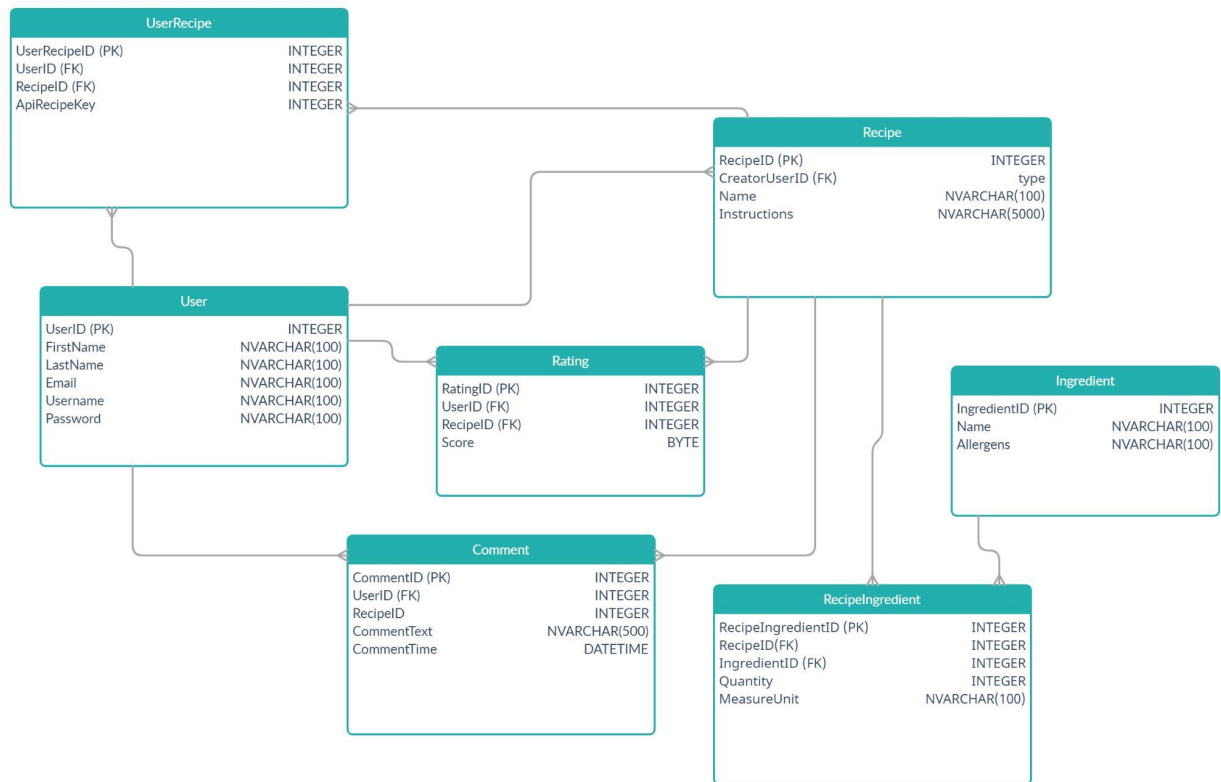 UserRecipe
UserRecipeID (PK) INTEGER
UserID (FK) INTEGER
RecipeID (FK) INTEGER
ApiRecipeKey INTEGER
Recipe
RecipeID (PK) INTEGER
CreatorUserID (FK) type
Name NVARCHAR(100)
Instructions NVARCHAR(5000)
User
UserID (PK) INTEGER
FirstName NVARCHAR(100)
LastName NVARCHAR(100)
Email NVARCHAR(100)
Username NVARCHAR(100)
Password NVARCHAR(100)
Rating
RatingID (PK) INTEGER
UserID (FK) INTEGER
RecipeID (FK) INTEGER
Score BYTE
Ingredient
IngredientID (PK) INTEGER
Name NVARCHAR(100)
Allergens NVARCHAR(100)
Comment
CommentID (PK) INTEGER
UserID (FK) INTEGER
RecipeID INTEGER
CommentText NVARCHAR(500)
CommentTime DATETIME
RecipeIngredient
RecipeIngredientID (PK) INTEGER
RecipeID(FK) INTEGER
IngredientID (FK) INTEGER
Quantity INTEGER
MeasureUnit NVARCHAR(100)